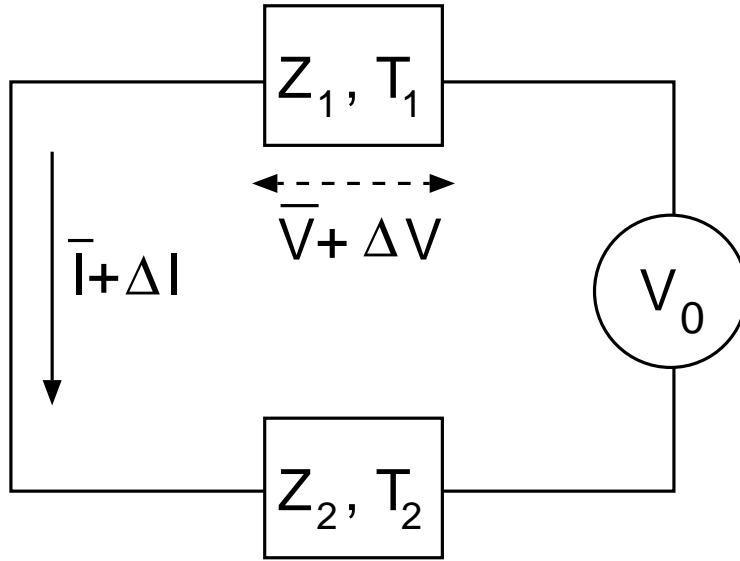 Z₁, T₁
V̅+ ΔV
I̅+ΔI
V₀
Z₂, T₂